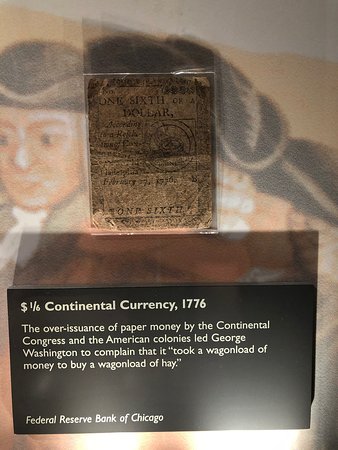 ONE SIXTH OF A
DOLLAR,
According
February 17, 1776.
ONE SIXTH
$ 1/6 Continental Currency, 1776
The over-issuance of paper money by the Continental
Congress and the American colonies led George
Washington to complain that it “took a wagonload of
money to buy a wagonload of hay.”
Federal Reserve Bank of Chicago